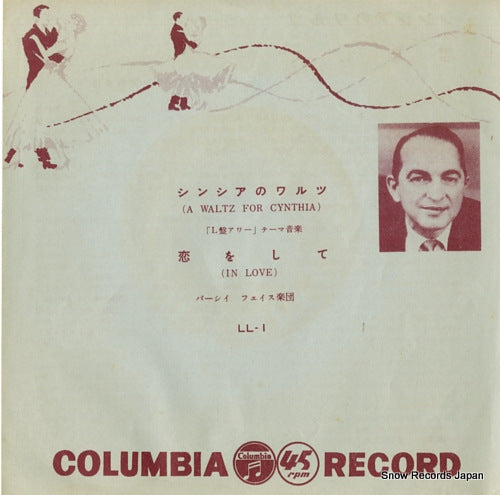 シンシアのワルツ
(A WALTZ FOR CYNTHIA)
「L盤アワー」テーマ音楽
恋をして
(IN LOVE)
パーシイ フェイス楽団
LL-1
COLUMBIA Columbia 45 rpm RECORD
Snow Records Japan